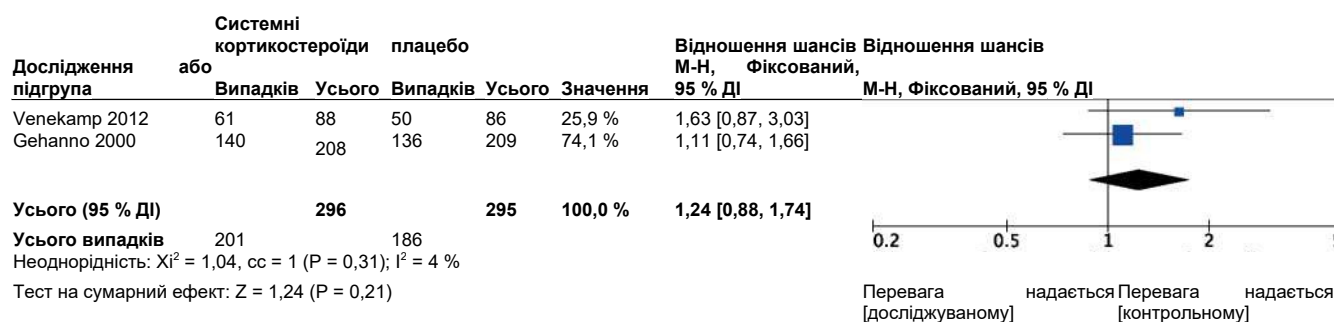 Системні
кортикостероїди плацебо Відношення шансів Відношення шансів
Дослідження або М-Н, Фіксований,
підгрупа Випадків Усього Випадків Усього Значення 95 % ДІ М-Н, Фіксований, 95 % ДІ
Venekamp 2012 61 88 50 86 25,9 % 1,63 [0,87, 3,03]
Gehanno 2000 140 208 136 209 74,1 % 1,11 [0,74, 1,66]
Усього (95 % ДІ) 296 295 100,0 % 1,24 [0,88, 1,74]
Усього випадків 201 186
Неоднорідність: Xi² = 1,04, сс = 1 (P = 0,31); I² = 4 %
Тест на сумарний ефект: Z = 1,24 (P = 0,21)
0.2 0.5 1 2
Перевага надається Перевага надається
[досліджуваному] [контрольному]